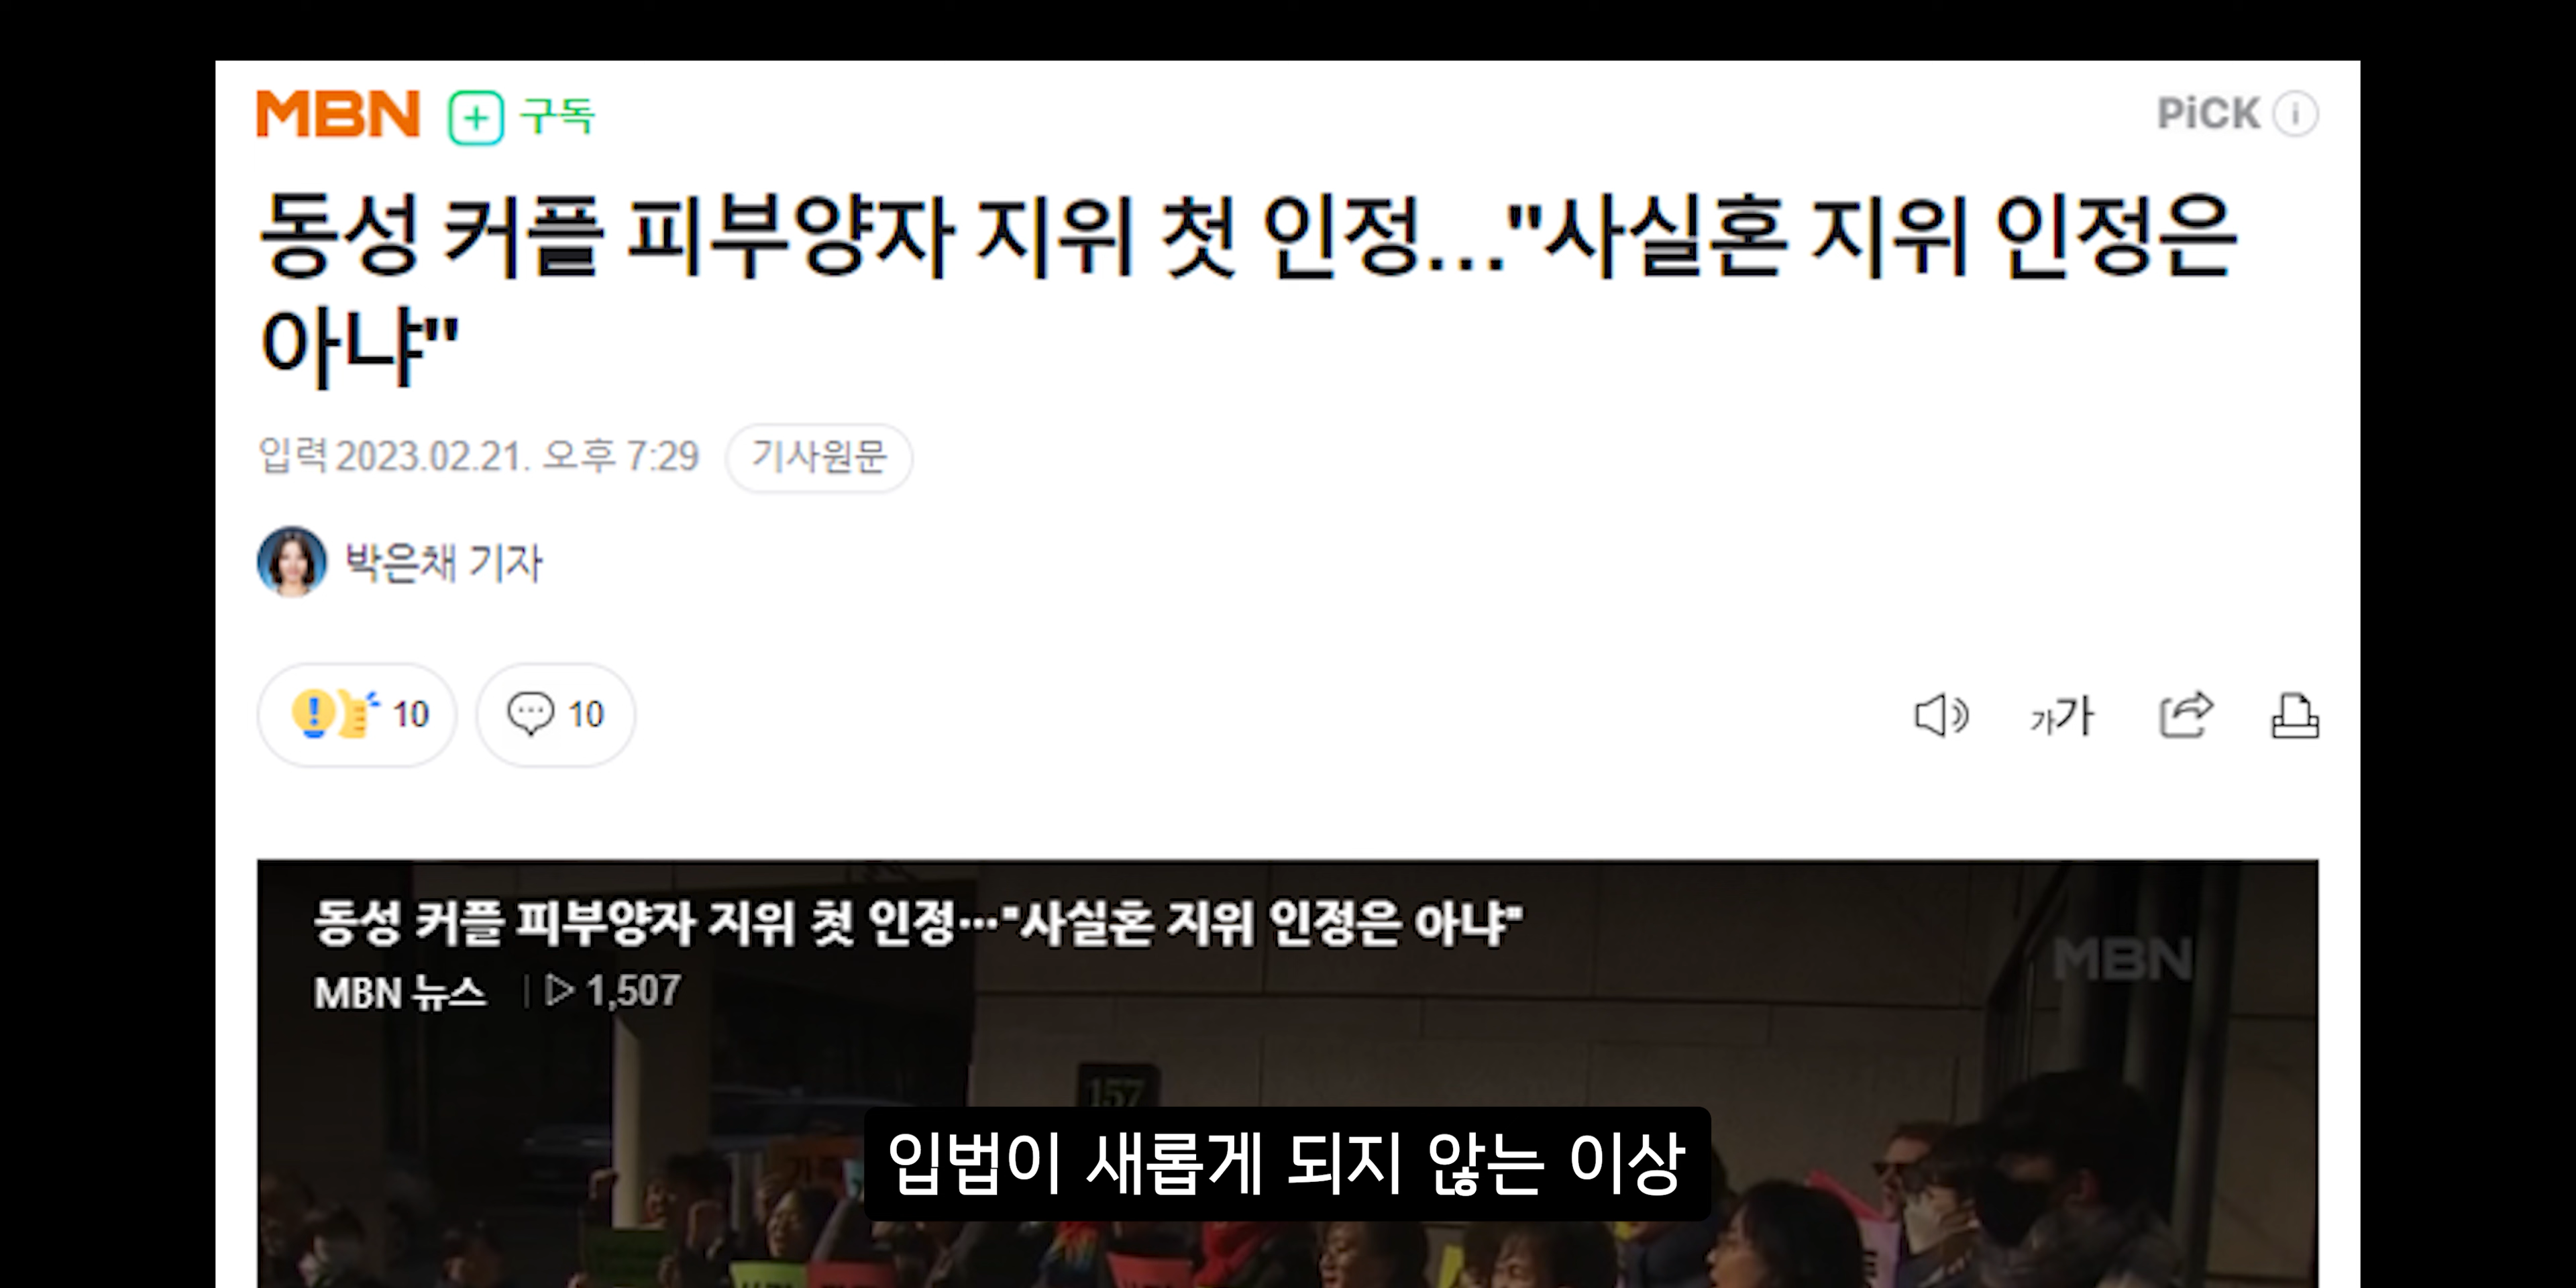 MBN 구독
PiCK
동성 커플 피부양자 지위 첫 인정..."사실혼 지위 인정은
아냐"
입력 2023.02.21. 오후 7:29 기사원문
박은채 기자
10 10
가가
동성 커플 피부양자 지위 첫 인정…"사실혼 지위 인정은 아냐"
MBN
MBN 뉴스 1,507
157
입법이 새롭게 되지 않는 이상